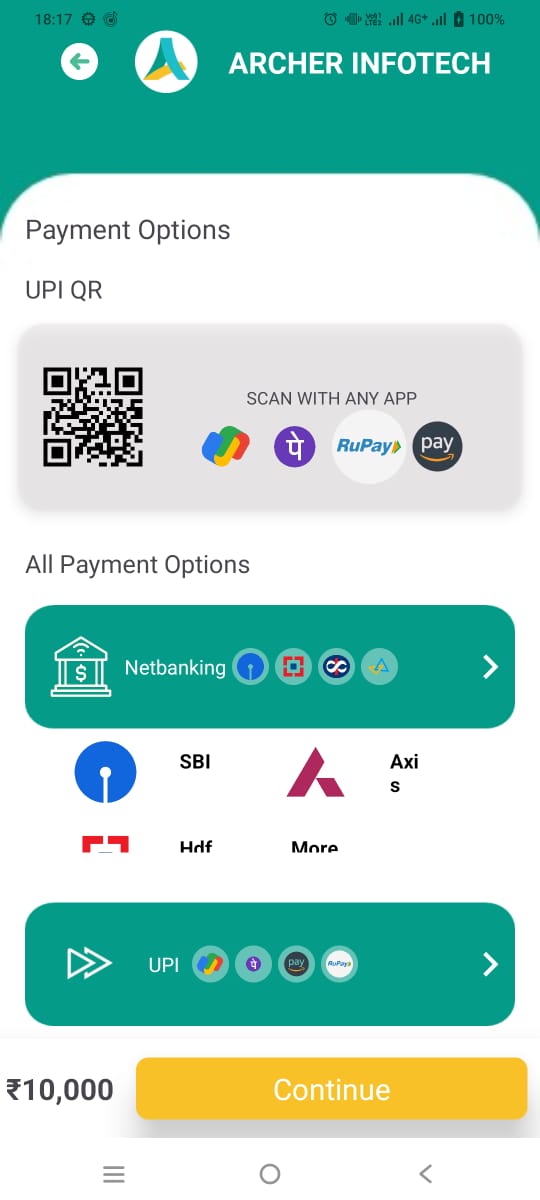 18:17 4G+ 100%
ARCHER INFOTECH
Payment Options
UPI QR
SCAN WITH ANY APP
पे RuPay pay
All Payment Options
$ Netbanking
SBI Axi
s
Hdf More
UPI पे pay RuPay
₹10,000 Continue